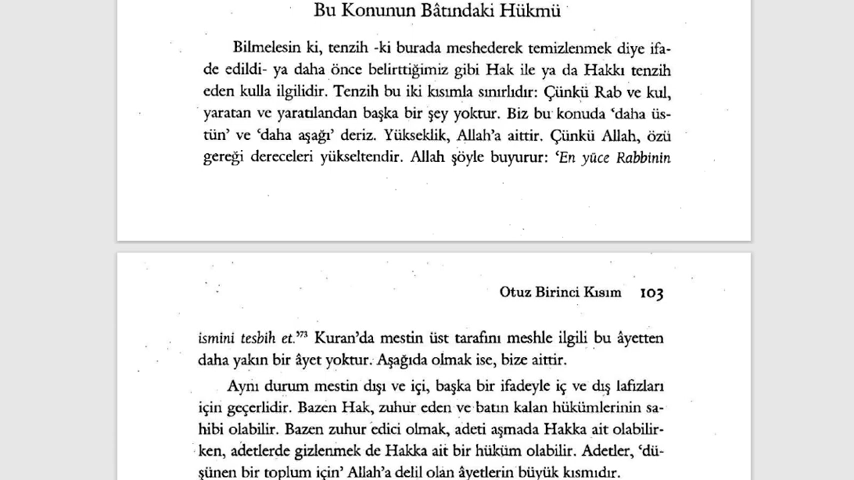 Bu Konunun Bâtındaki Hükmü
Bilmelesin ki, tenzih -ki burada meshederek temizlenmek diye ifa-
de edildi- ya daha önce belirttiğimiz gibi Hak ile ya da Hakkı tenzih
eden kulla ilgilidir. Tenzih bu iki kısımla sınırlıdır: Çünkü Rab ve kul,
yaratan ve yaratılandan başka bir şey yoktur. Biz bu konuda 'daha üs-
tün' ve 'daha aşağı' deriz. Yükseklik, Allah'a aittir. Çünkü Allah, özü
gereği dereceleri yükseltendir. Allah şöyle buyurur: 'En yüce Rabbinin
Otuz Birinci Kısım 103
ismini tesbih et.'⁷³ Kuran'da mestin üst tarafını meshle ilgili bu âyetten
daha yakın bir âyet yoktur. Aşağıda olmak ise, bize aittir.
Aynı durum mestin dışı ve içi, başka bir ifadeyle iç ve dış lafızları
için geçerlidir. Bazen Hak, zuhur eden ve batın kalan hükümlerinin sa-
hibi olabilir. Bazen zuhur edici olmak, adeti aşmada Hakka ait olabilir-
ken, adetlerde gizlenmek de Hakka ait bir hüküm olabilir. Adetler, 'dü-
şünen bir toplum için' Allah'a delil olan âyetlerin büyük kısmıdır.